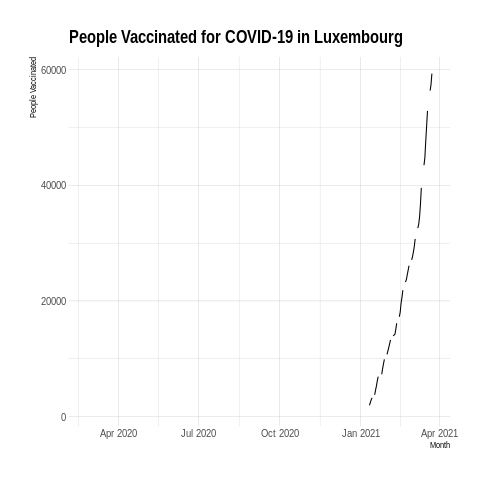 People Vaccinated for COVID-19 in Luxembourg
People Vaccinated
60000
40000
20000
0
Apr 2020 Jul 2020 Oct 2020 Jan 2021 Apr 2021
Month